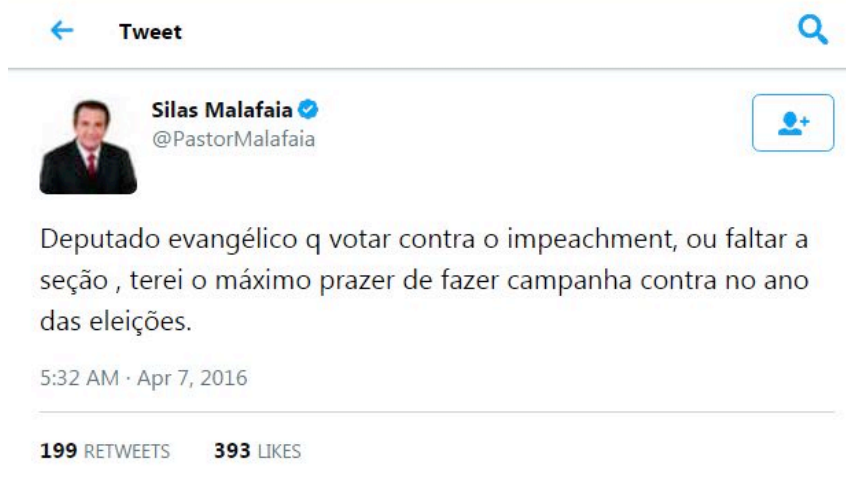 Tweet
Silas Malafaia
@PastorMalafaia
Deputado evangélico q votar contra o impeachment, ou faltar a
seção , terei o máximo prazer de fazer campanha contra no ano
das eleições.
5:32 AM · Apr 7, 2016
199 RETWEETS 393 LIKES